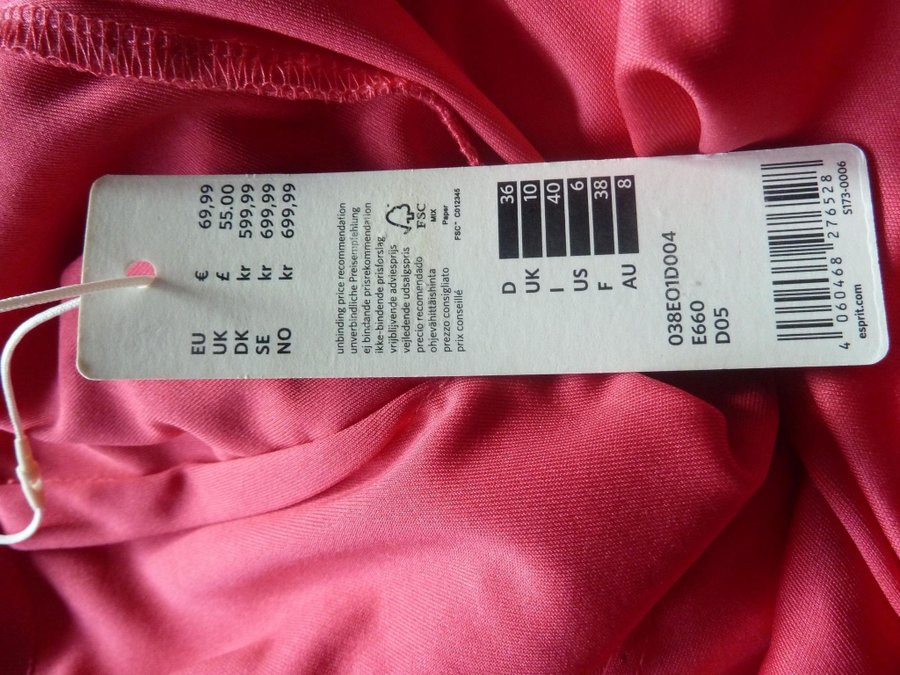 EU € 69,99
UK £ 55.00
DK kr 599,99
SE kr 699,99
NO kr 699,99
unbinding price recommendation
unverbindliche Preisempfehlung
ej bindande prisrekommendation
ikke-bindende prisforslag
vrijblijvende adviesprijs
vejledende udsalgspris
precio recomendado
ohjevähittäishinta
prezzo consigliato
prix conseillé
FSC
MIX
Paper
FSC™ C012345
D 36
UK 10
I 40
US 6
F 38
AU 8
038EO1D004
E660
D05
4 060468 276528
esprit.com S173-0006